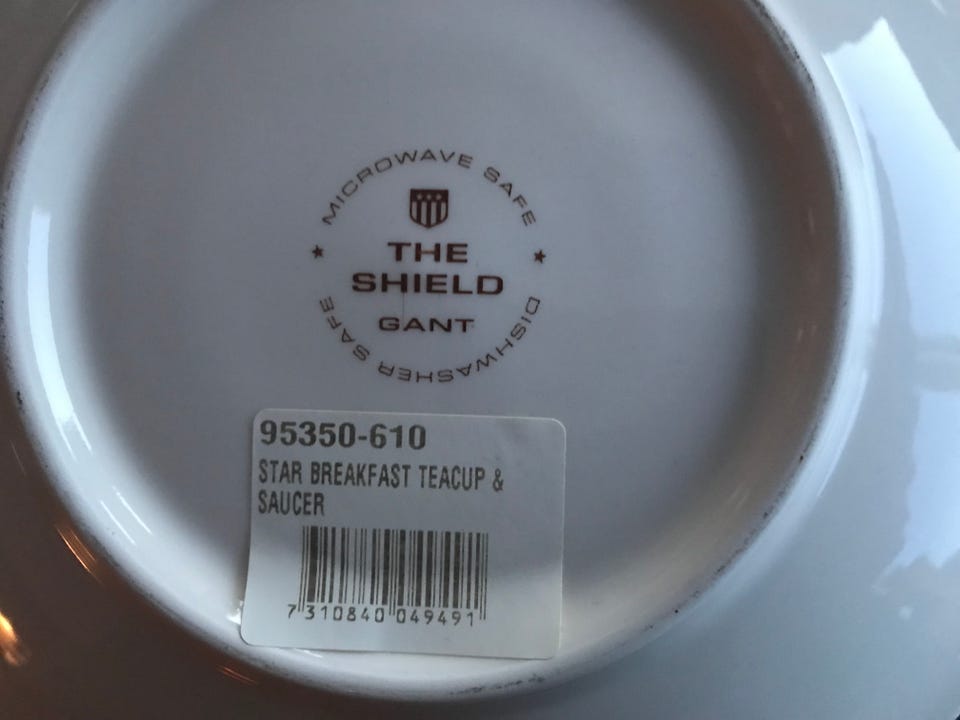 MICROWAVE SAFE
THE
SHIELD
GANT
DISHWASHER SAFE
95350-610
STAR BREAKFAST TEACUP &
SAUCER
7 310840 049491